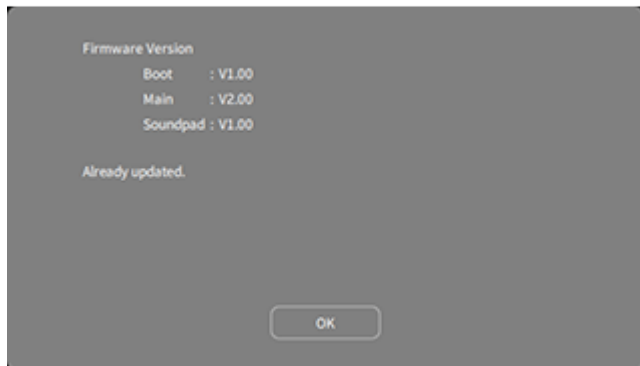 Firmware Version
Boot : V1.00
Main : V2.00
Soundpad : V1.00
Already updated.
OK